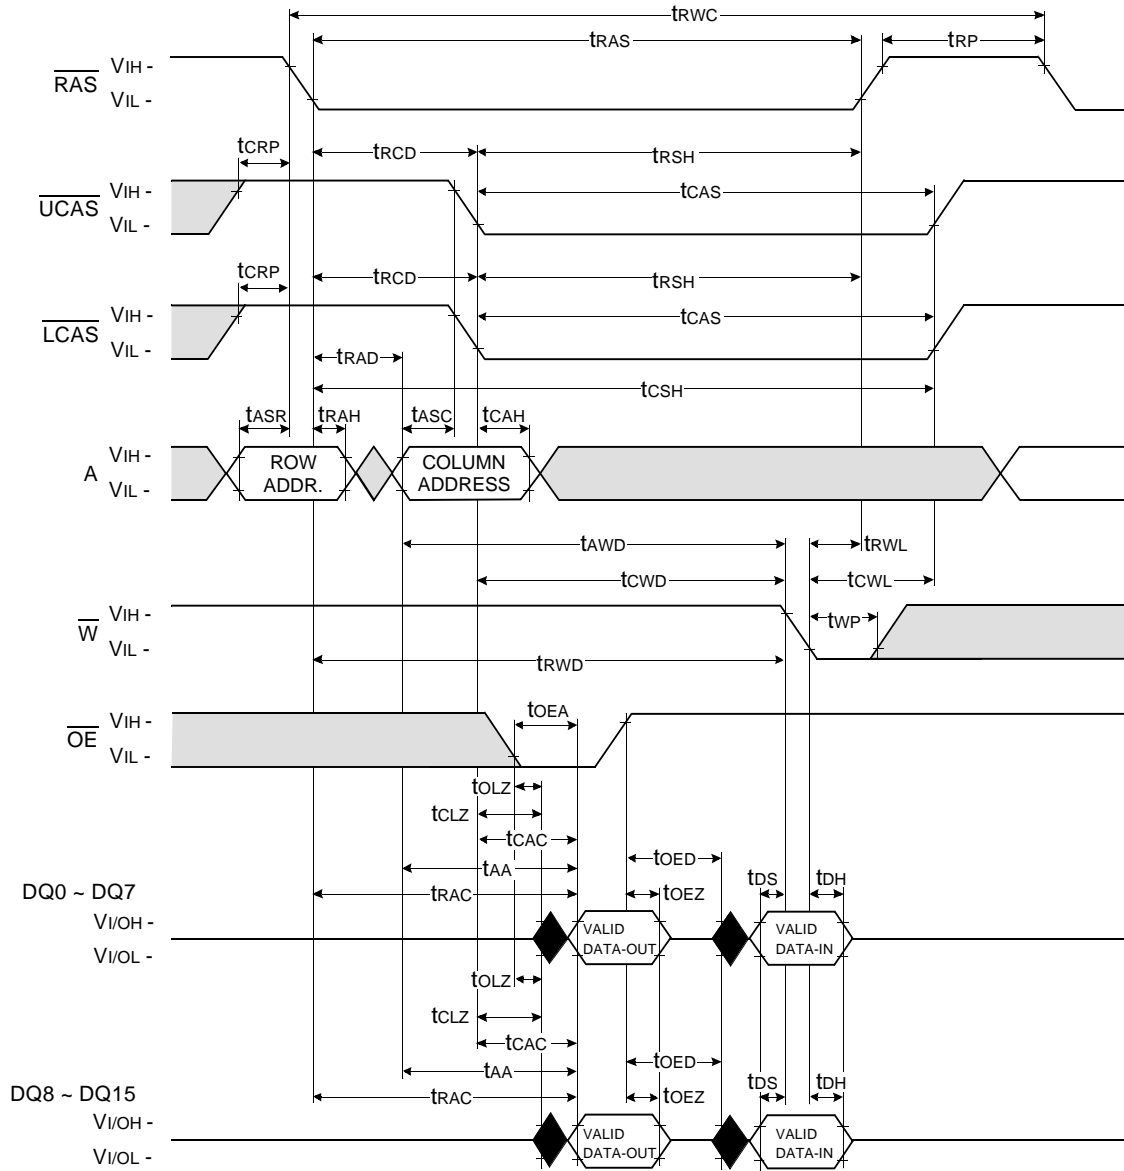 tRWC
tRAS
tRP
RAS
VIH -
VIL -
tCRP
tRCD
tRSH
UCAS
VIH -
VIL -
tCAS
tCRP
tRCD
tRSH
LCAS
VIH -
VIL -
tCAS
tRAD
tCSH
tASR
tRAH
tASC
tCAH
A
VIH -
VIL -
ROW
ADDR.
COLUMN
ADDRESS
tAWD
tRWL
tCWD
tCWL
W
VIH -
VIL -
tWP
tRWD
OE
VIH -
VIL -
tOEA
tOLZ
tCLZ
tCAC
tOED
tAA
tDS
tDH
DQ0 ~ DQ7
tRAC
tOEZ
VI/OH -
VI/OL -
VALID
DATA-OUT
VALID
DATA-IN
tOLZ
tCLZ
tCAC
tOED
tAA
tDS
tDH
DQ8 ~ DQ15
tRAC
tOEZ
VI/OH -
VI/OL -
VALID
DATA-OUT
VALID
DATA-IN